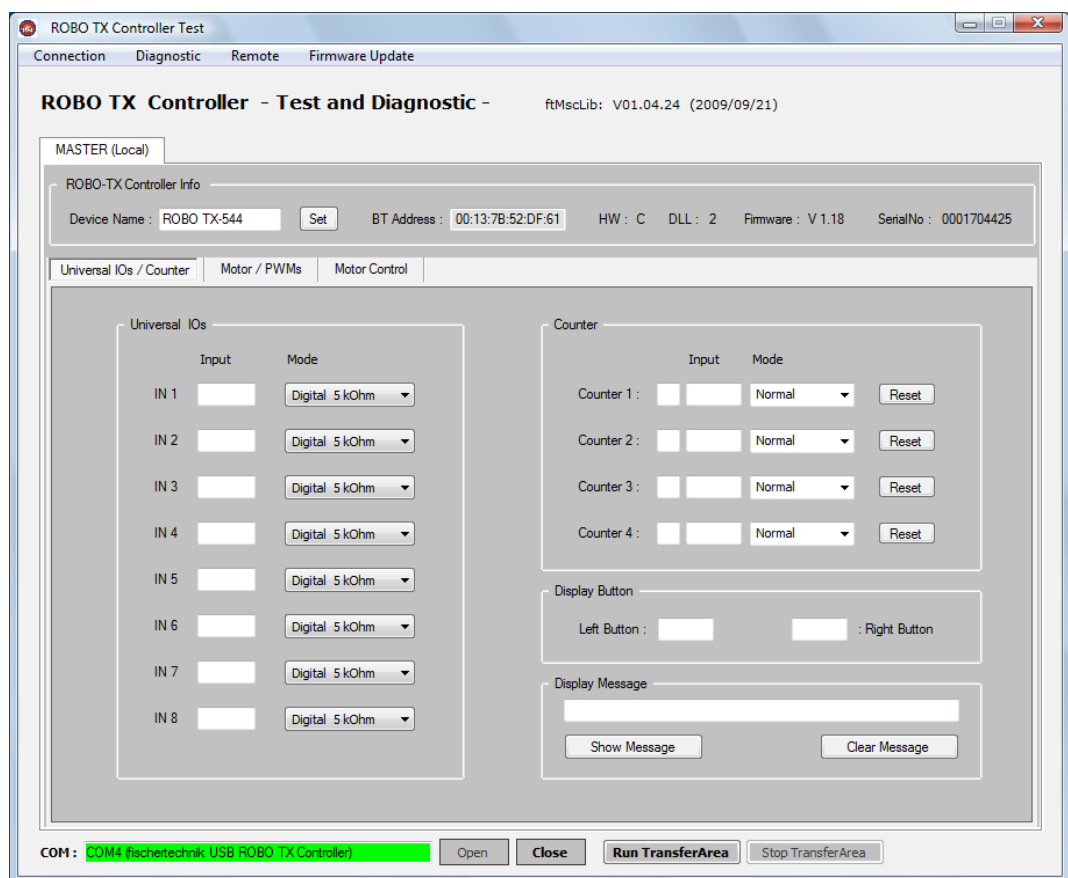 ROBO TX Controller Test
Connection Diagnostic Remote Firmware Update
ROBO TX Controller - Test and Diagnostic - ftMscLib: V01.04.24 (2009/09/21)
MASTER (Local)
ROBO-TX Controller Info
Device Name : ROBO TX-544 Set BT Address : 00:13:7B:52:DF:61 HW : C DLL : 2 Firmware : V 1.18 SerialNo : 0001704425
Universal IOs / Counter Motor / PWMs Motor Control
Universal IOs
Input Mode
IN 1 Digital 5 kOhm
IN 2 Digital 5 kOhm
IN 3 Digital 5 kOhm
IN 4 Digital 5 kOhm
IN 5 Digital 5 kOhm
IN 6 Digital 5 kOhm
IN 7 Digital 5 kOhm
IN 8 Digital 5 kOhm
Counter
Input Mode
Counter 1 : Normal Reset
Counter 2 : Normal Reset
Counter 3 : Normal Reset
Counter 4 : Normal Reset
Display Button
Left Button : : Right Button
Display Message
Show Message Clear Message
COM : COM4 (fischertechnik USB ROBO TX Controller) Open Close Run TransferArea Stop TransferArea